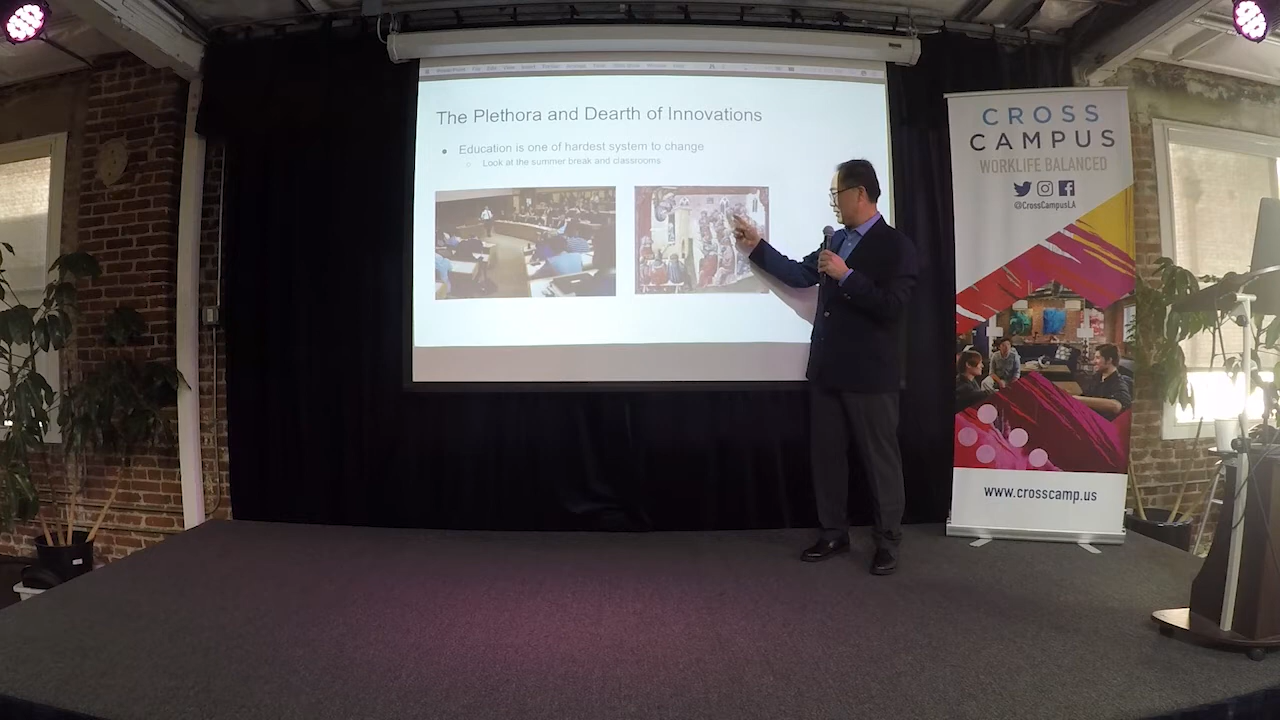 The Plethora and Dearth of Innovations
Education is one of hardest system to change
Look at the summer break and classrooms
CROSS
CAMPUS
WORKLIFE BALANCED
@CrossCampusLA
www.crosscamp.us